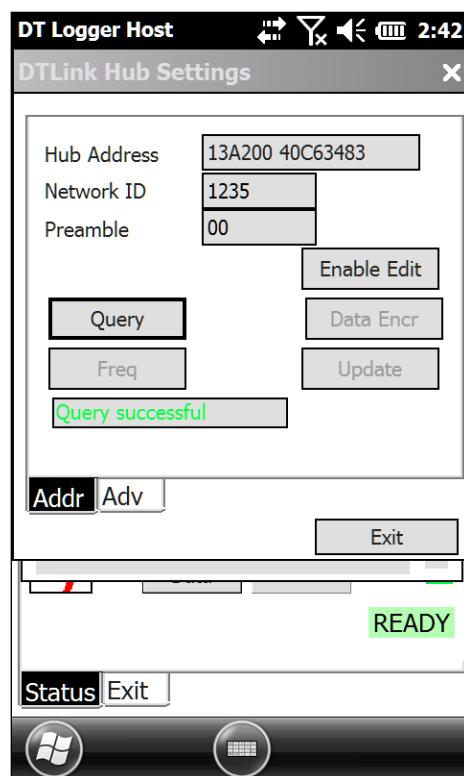 DT Logger Host 2:42
DTLink Hub Settings
Hub Address 13A200 40C63483
Network ID 1235
Preamble 00
Enable Edit
Query Data Encr
Freq Update
Query successful
Addr Adv
Exit
READY
Status Exit